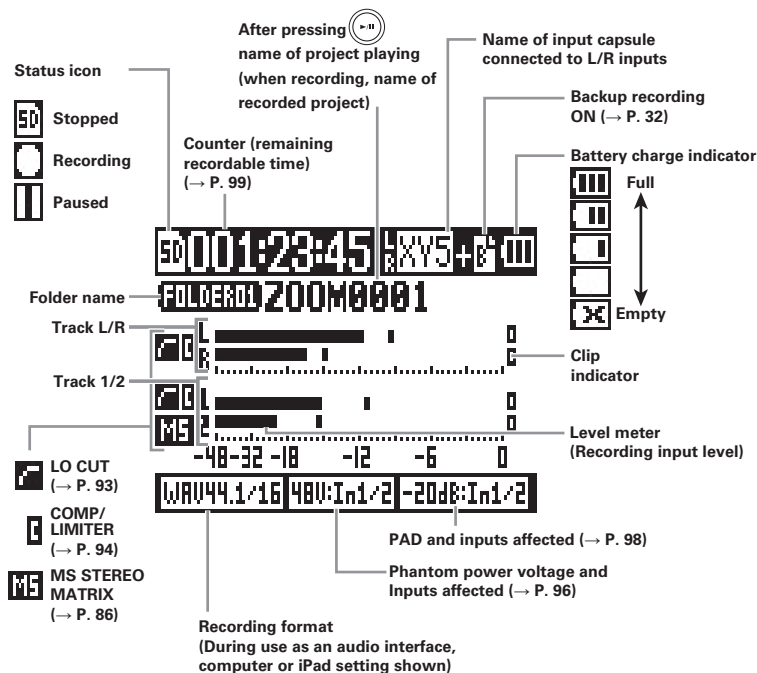 After pressing
name of project playing
(when recording, name of
recorded project)
Name of input capsule
connected to L/R inputs
Status icon
SD
Stopped
Recording
Paused
Counter (remaining
recordable time)
(→ P. 99)
Backup recording
ON (→ P. 32)
Battery charge indicator
Full
Empty
SD 001:23:45 L R XY5+B
Folder name
FOLDER01 ZOOM0001
Track L/R
L
R
Clip
indicator
Track 1/2
1
2
MS
Level meter
(Recording input level)
-48 -32 -18 -12 -6 0
WAV44.1/16 48V:In1/2 -20dB:In1/2
LO CUT
(→ P. 93)
C
COMP/
LIMITER
(→ P. 94)
MS
MS STEREO
MATRIX
(→ P. 86)
PAD and inputs affected (→ P. 98)
Phantom power voltage and
Inputs affected (→ P. 96)
Recording format
(During use as an audio interface,
computer or iPad setting shown)